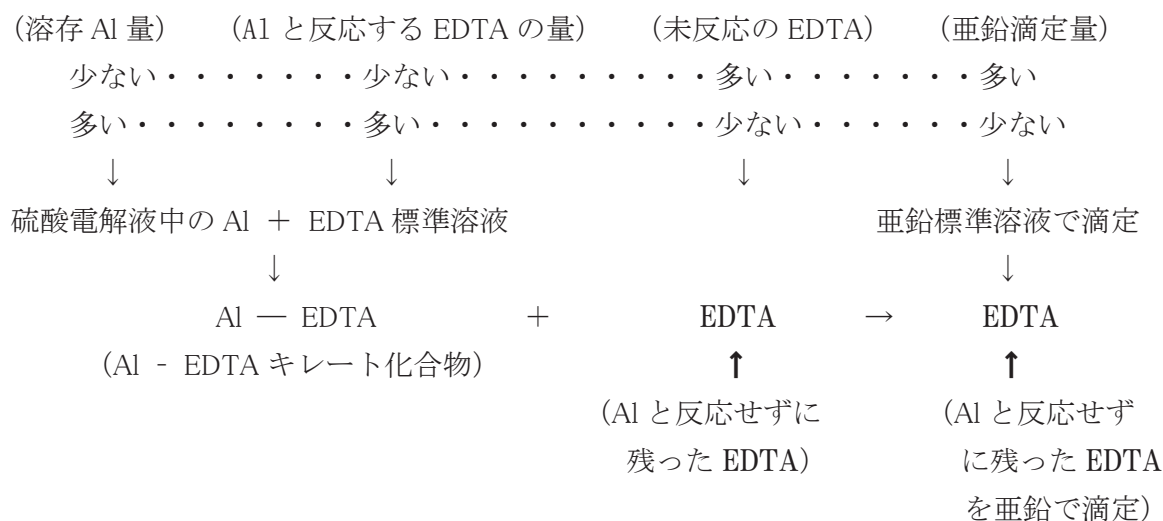 (溶存 Al 量) (Al と反応する EDTA の量) (未反応の EDTA) (亜鉛滴定量)
少ない・・・・・・・少ない・・・・・・・・・多い・・・・・・・多い
多い・・・・・・・・多い・・・・・・・・・・少ない・・・・・・少ない
↓ ↓ ↓ ↓
硫酸電解液中の Al + EDTA 標準溶液 亜鉛標準溶液で滴定
↓ ↓
Al — EDTA + EDTA → EDTA
(Al - EDTA キレート化合物) ↑ ↑
(Al と反応せずに (Al と反応せず
残った EDTA) に残った EDTA
を亜鉛で滴定)